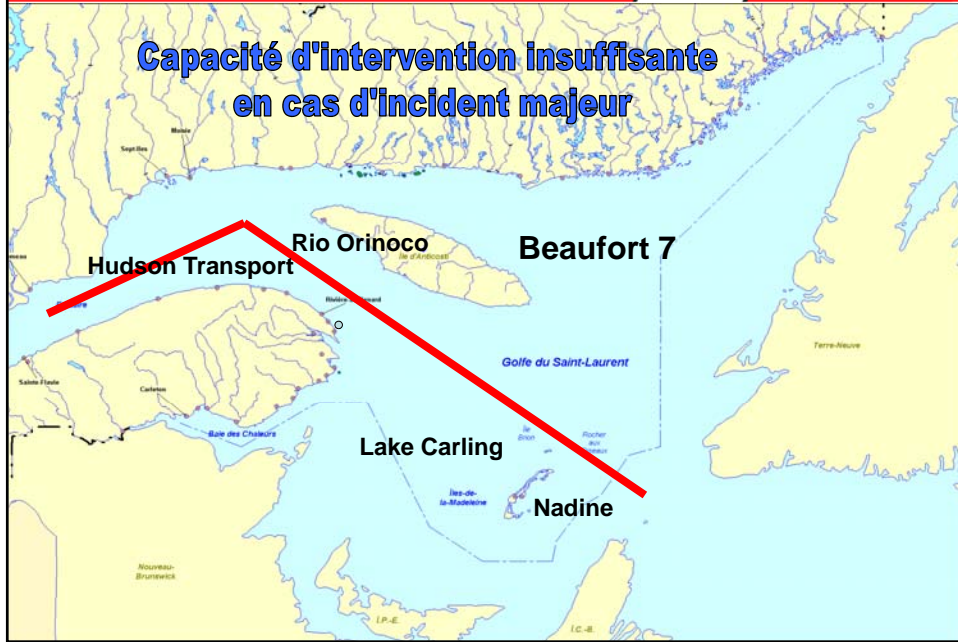 Capacité d'intervention insuffisante
en cas d'incident majeur
Moisie
Sept-Iles
Rio Orinoco
Île d'Anticosti
Beaufort 7
Hudson Transport
Golfe du Saint-Laurent
Terre-Neuve
Sainte-Flavie
Carleton
Baie des Chaleurs
Lake Carling
Île
Brion
Rocher
aux
Îles-de-
la-Madeleine
Nadine
Nouveau-
Brunswick
I.P.-E.
I.C.-B.